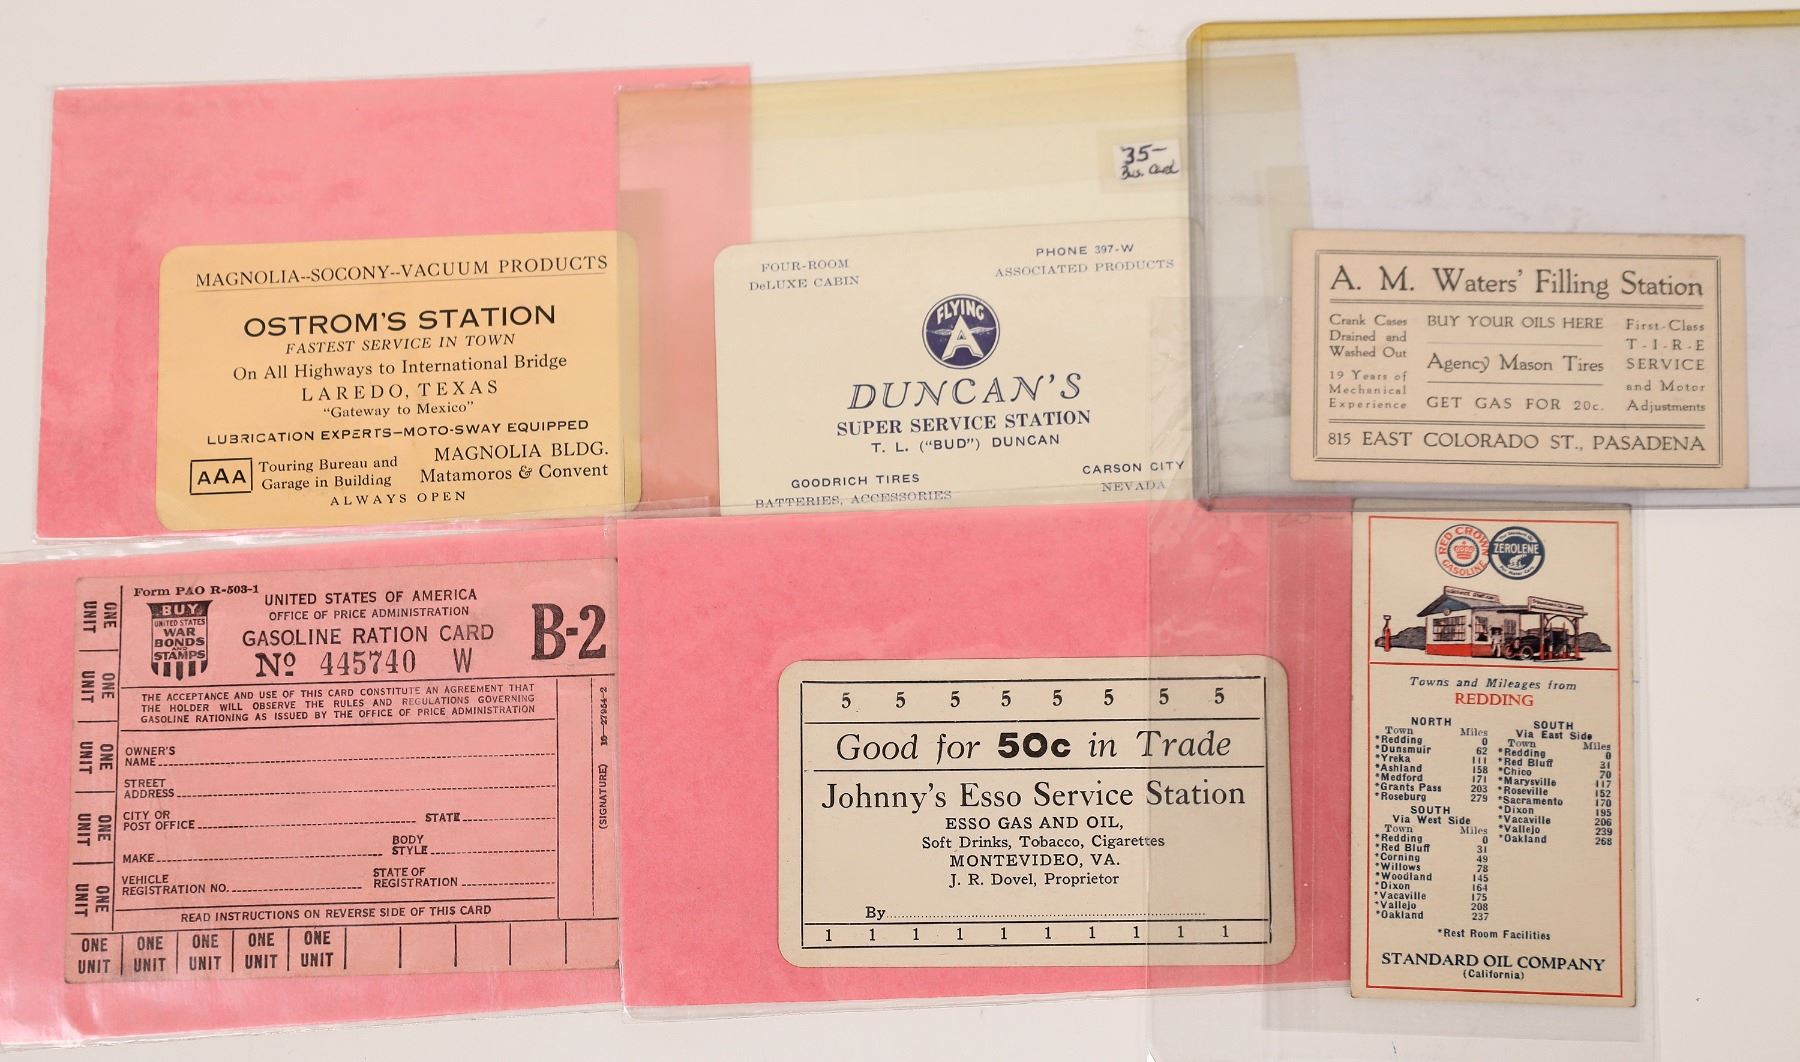 MAGNOLIA--SOCONY--VACUUM PRODUCTS
OSTROM'S STATION
FASTEST SERVICE IN TOWN
On All Highways to International Bridge
LAREDO, TEXAS
"Gateway to Mexico"
LUBRICATION EXPERTS—MOTO-SWAY EQUIPPED
AAA
Touring Bureau and
Garage in Building
MAGNOLIA BLDG.
Matamoros & Convent
ALWAYS OPEN
35—
Bus. Card
FOUR-ROOM
DeLUXE CABIN
PHONE 397-W
ASSOCIATED PRODUCTS
FLYING
A
DUNCAN'S
SUPER SERVICE STATION
T. L. ("BUD") DUNCAN
GOODRICH TIRES
BATTERIES, ACCESSORIES
CARSON CITY
NEVADA
A. M. Waters' Filling Station
Crank Cases
Drained and
Washed Out
19 Years of
Mechanical
Experience
BUY YOUR OILS HERE
Agency Mason Tires
GET GAS FOR 20c.
First-Class
T-I-R-E
SERVICE
and Motor
Adjustments
815 EAST COLORADO ST., PASADENA
Form PAO R-503-1
BUY
UNITED STATES
WAR
BONDS
AND
STAMPS
UNITED STATES OF AMERICA
OFFICE OF PRICE ADMINISTRATION
GASOLINE RATION CARD
No 445740 W
B-2
THE ACCEPTANCE AND USE OF THIS CARD CONSTITUTE AN AGREEMENT THAT
THE HOLDER WILL OBSERVE THE RULES AND REGULATIONS GOVERNING
GASOLINE RATIONING AS ISSUED BY THE OFFICE OF PRICE ADMINISTRATION
OWNER'S
NAME
STREET
ADDRESS
CITY OR
POST OFFICE
STATE
MAKE
BODY
STYLE
VEHICLE
REGISTRATION NO.
STATE OF
REGISTRATION
READ INSTRUCTIONS ON REVERSE SIDE OF THIS CARD
(SIGNATURE)
16—27954-2
ONE
UNIT
ONE
UNIT
ONE
UNIT
ONE
UNIT
ONE
UNIT
ONE ONE ONE ONE ONE
UNIT UNIT UNIT UNIT UNIT
5 5 5 5 5 5 5 5
Good for 50c in Trade
Johnny's Esso Service Station
ESSO GAS AND OIL,
Soft Drinks, Tobacco, Cigarettes
MONTEVIDEO, VA.
J. R. Dovel, Proprietor
By
1 1 1 1 1 1 1 1 1 1
RED CROWN
GASOLINE
ZEROLENE
Towns and Mileages from
REDDING
NORTH
Town Miles
*Redding 0
*Dunsmuir 62
*Yreka 111
*Ashland 158
*Medford 171
*Grants Pass 203
*Roseburg 279
SOUTH
Via West Side
Town Miles
*Redding 0
*Red Bluff 31
*Corning 49
*Willows 78
*Woodland 145
*Dixon 164
*Vacaville 175
*Vallejo 208
*Oakland 237
SOUTH
Via East Side
Town Miles
*Redding 0
*Red Bluff 31
*Chico 70
*Marysville 117
*Roseville 152
*Sacramento 170
*Dixon 195
*Vacaville 206
*Vallejo 239
*Oakland 268
*Rest Room Facilities
STANDARD OIL COMPANY
(California)